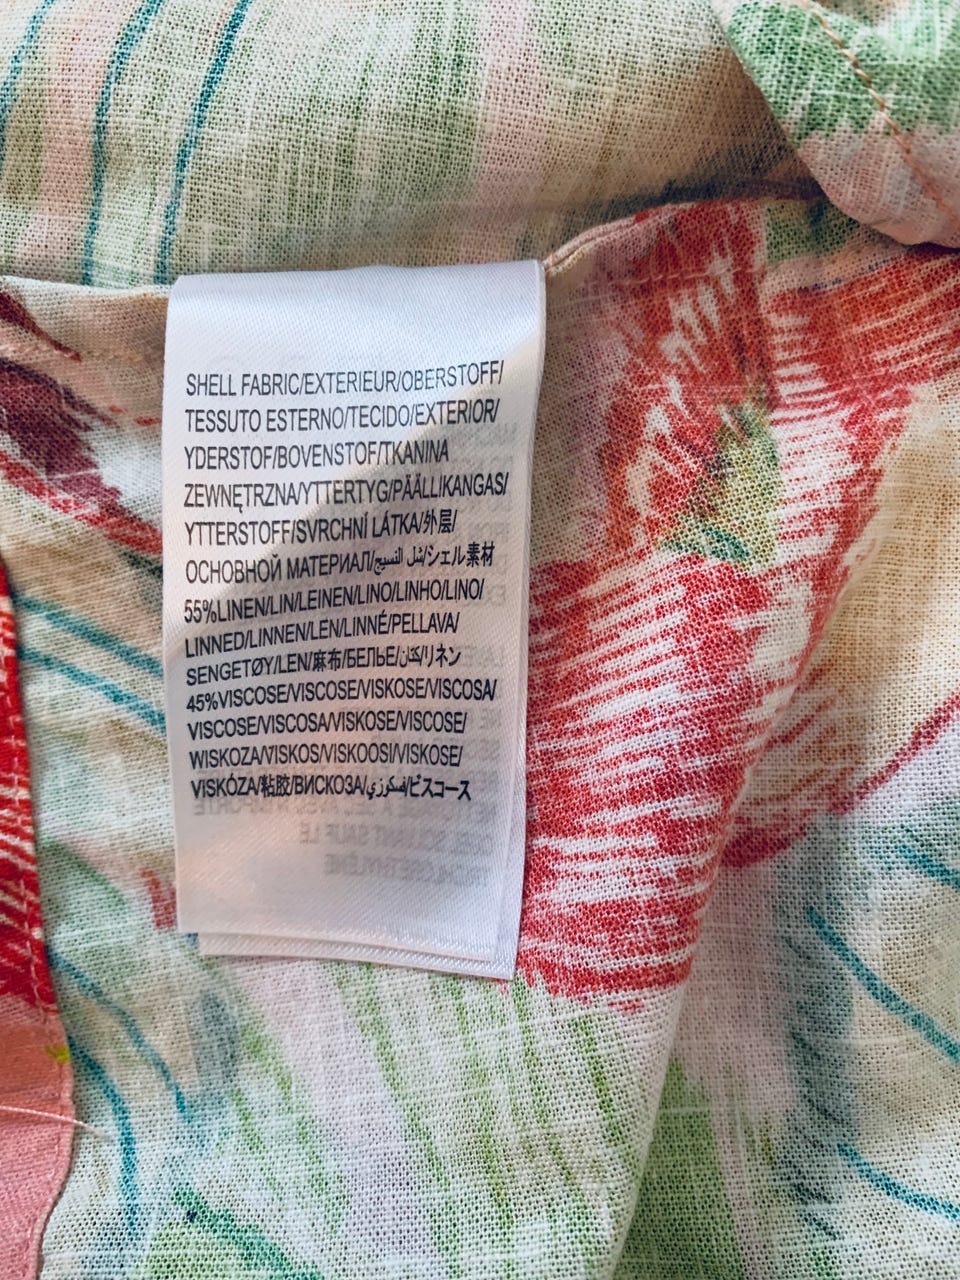 SHELL FABRIC/EXTERIEUR/OBERSTOFF/
TESSUTO ESTERNO/TECIDO/EXTERIOR/
YDERSTOF/BOVENSTOF/TKANINA
ZEWNĘTRZNA/YTTERTYG/PÄÄLLIKANGAS/
YTTERSTOFF/SVRCHNÍ LÁTKA/外层/
ОСНОВНОЙ МАТЕРИАЛ/شل النسيج/シェル素材
55%LINEN/LIN/LEINEN/LINO/LINHO/LINO/
LINNED/LINNEN/LEN/LINNÉ/PELLAVA/
SENGETØY/LEN/麻布/БЕЛЬЕ/كتان/リネン
45%VISCOSE/VISCOSE/VISKOSE/VISCOSA/
VISCOSE/VISCOSA/VISKOSE/VISCOSE/
WISKOZA/VISKOS/VISKOOSI/VISKOSE/
VISKÓZA/粘胶/ВИСКОЗА/فسكوزي/ビスコース